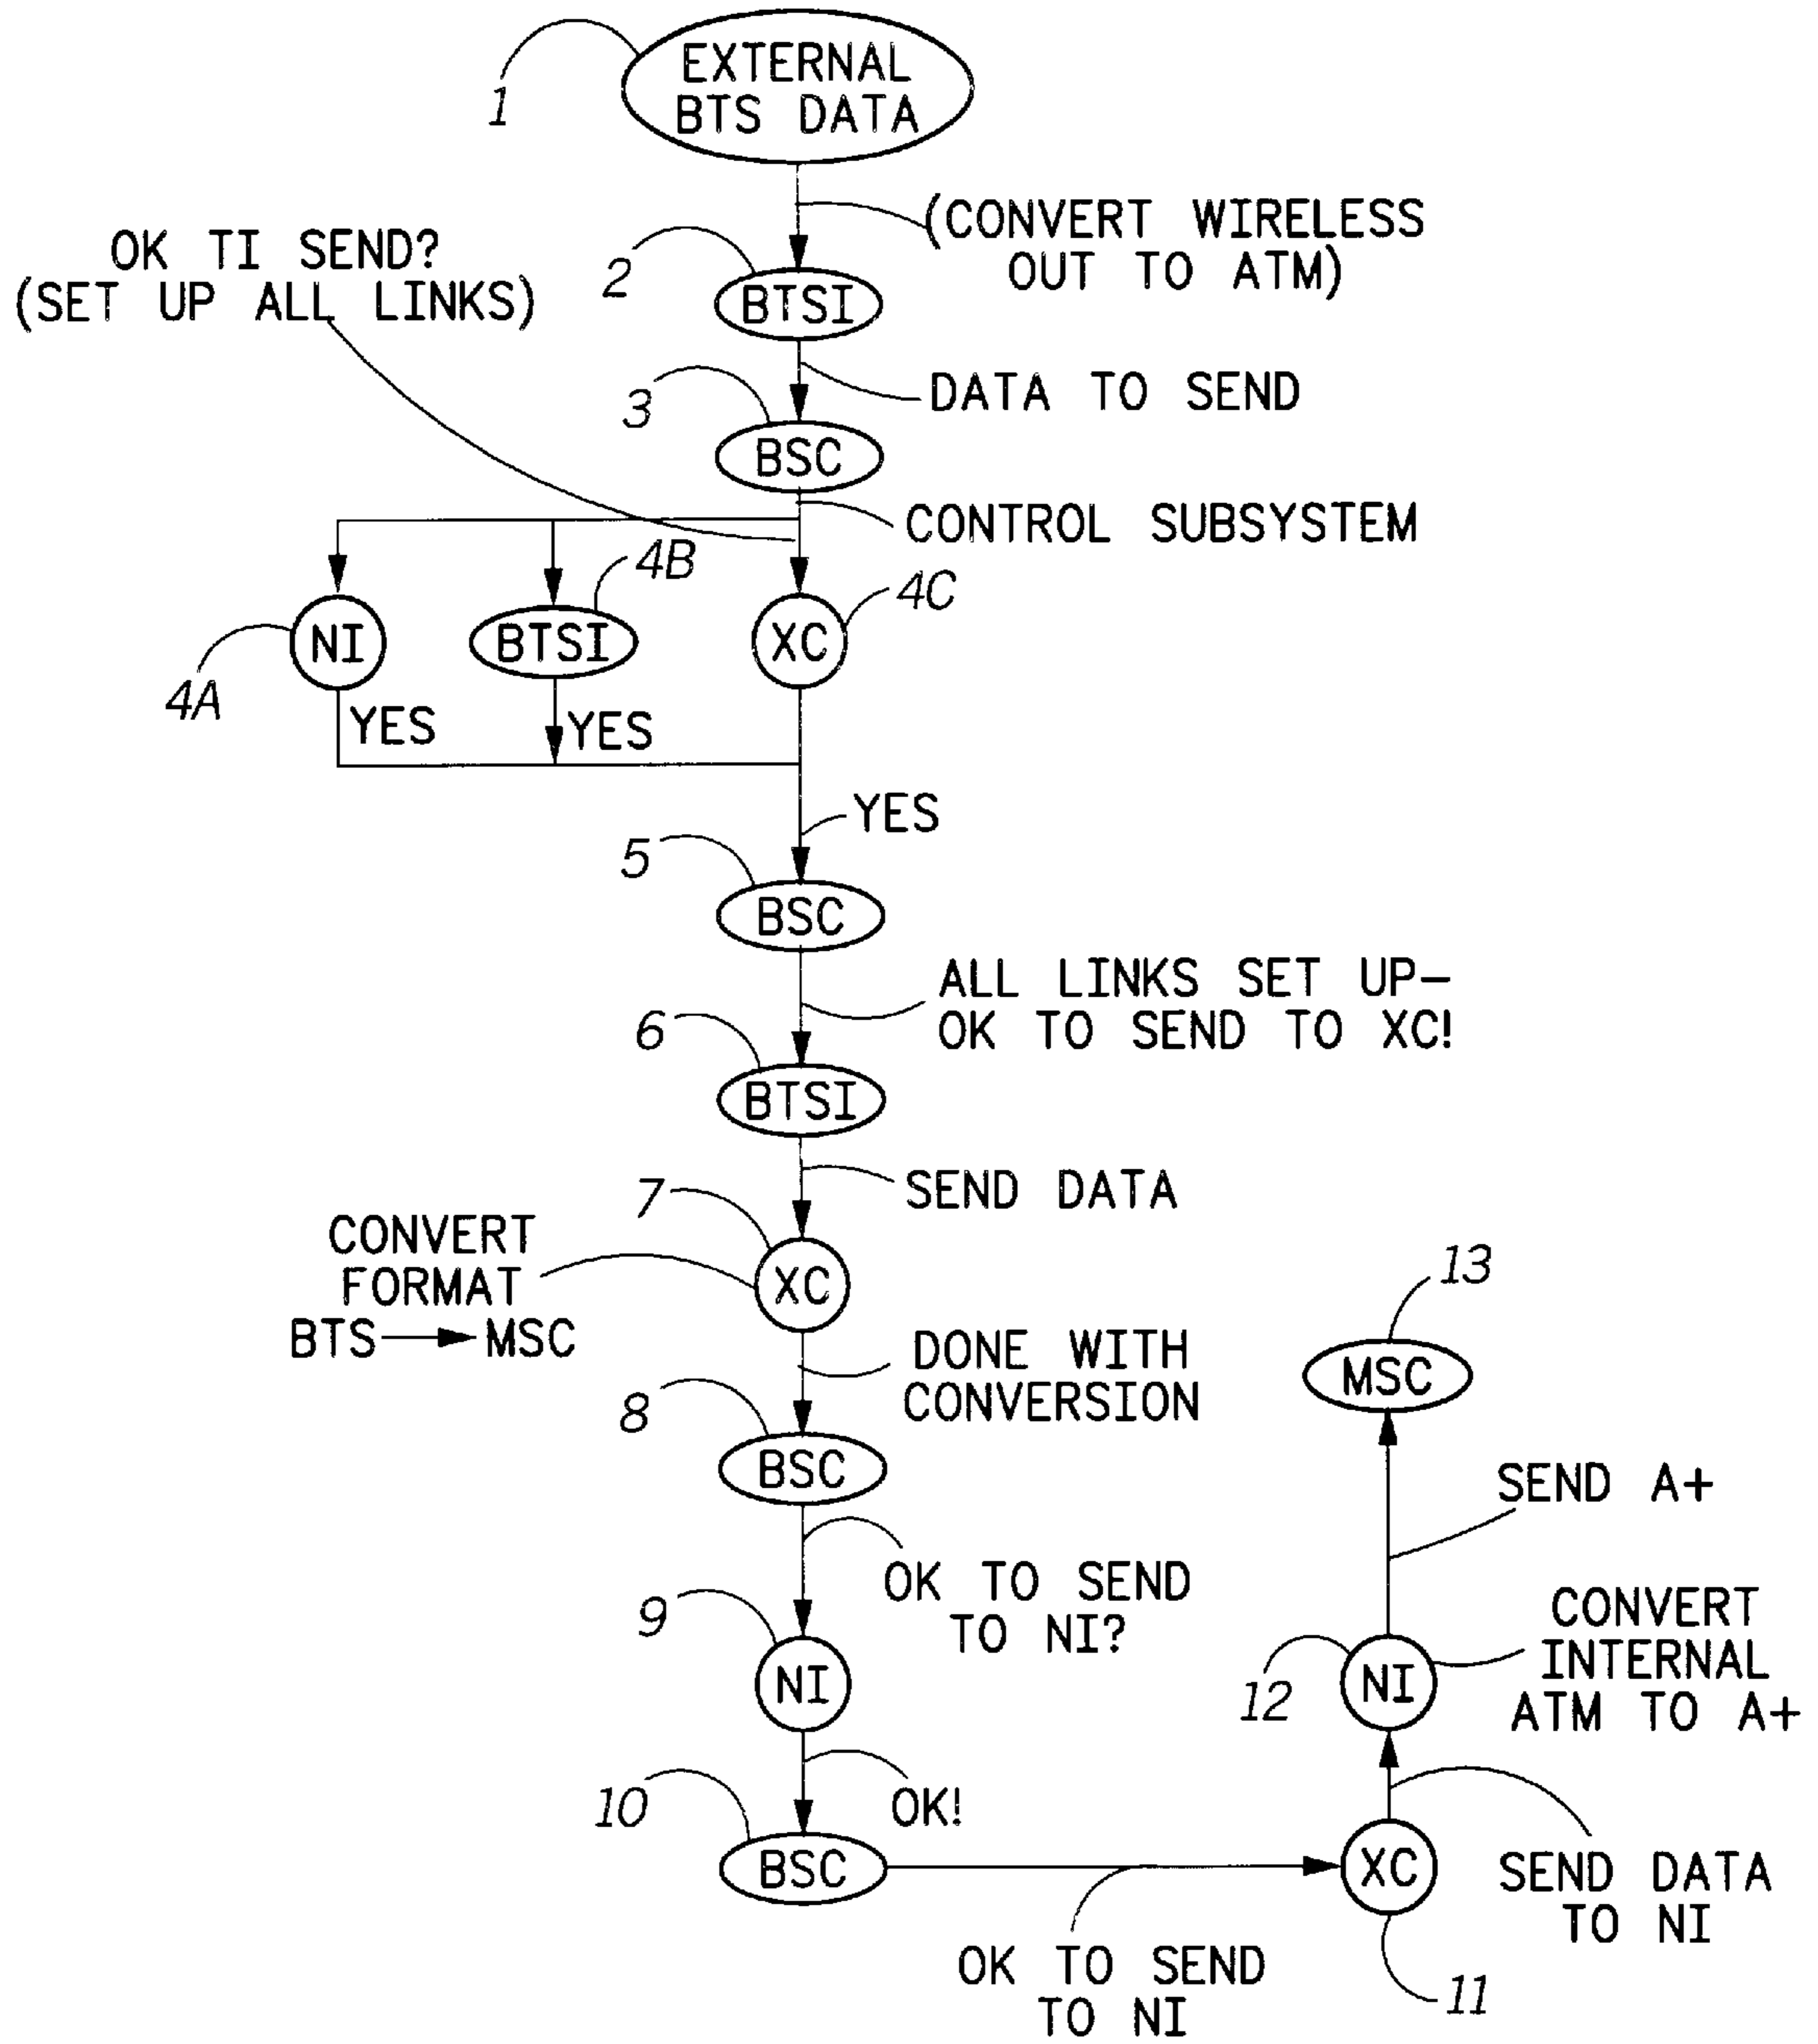 EXTERNAL
BTS DATA
1
(CONVERT WIRELESS
OUT TO ATM)
OK TI SEND?
(SET UP ALL LINKS)
2
BTSI
DATA TO SEND
3
BSC
CONTROL SUBSYSTEM
4B
4C
NI
BTSI
XC
4A
YES
YES
YES
5
BSC
ALL LINKS SET UP-
OK TO SEND TO XC!
6
BTSI
SEND DATA
7
CONVERT
FORMAT
BTS MSC
XC
DONE WITH
CONVERSION
8
BSC
OK TO SEND
TO NI?
9
NI
OK!
10
BSC
OK TO SEND
TO NI
XC
11
SEND DATA
TO NI
12
NI
CONVERT
INTERNAL
ATM TO A+
SEND A+
MSC
13